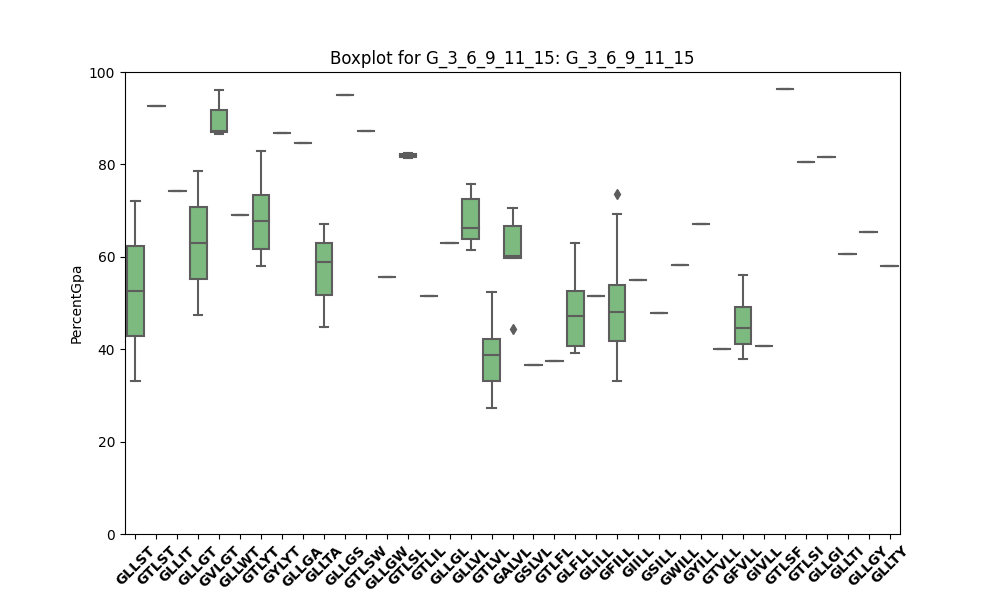 Boxplot for G_3_6_9_11_15: G_3_6_9_11_15
PercentGpa
100
80
60
40
20
0
GLLST GTLST GLLIT GLLGT GVLGT GLLWT GTLYT GYLYT GLLGA GLLTA GLLGS GTLSW GLLGW GTLSL GTLIL GLLGL GLLVL GTLVL GALVL GSLVL GTLFL GLFLL GLILL GFILL GIILL GSILL GWILL GYILL GTVLL GFVLL GIVLL GTLSF GTLSI GLLGI GLLTI GLLGY GLLTY